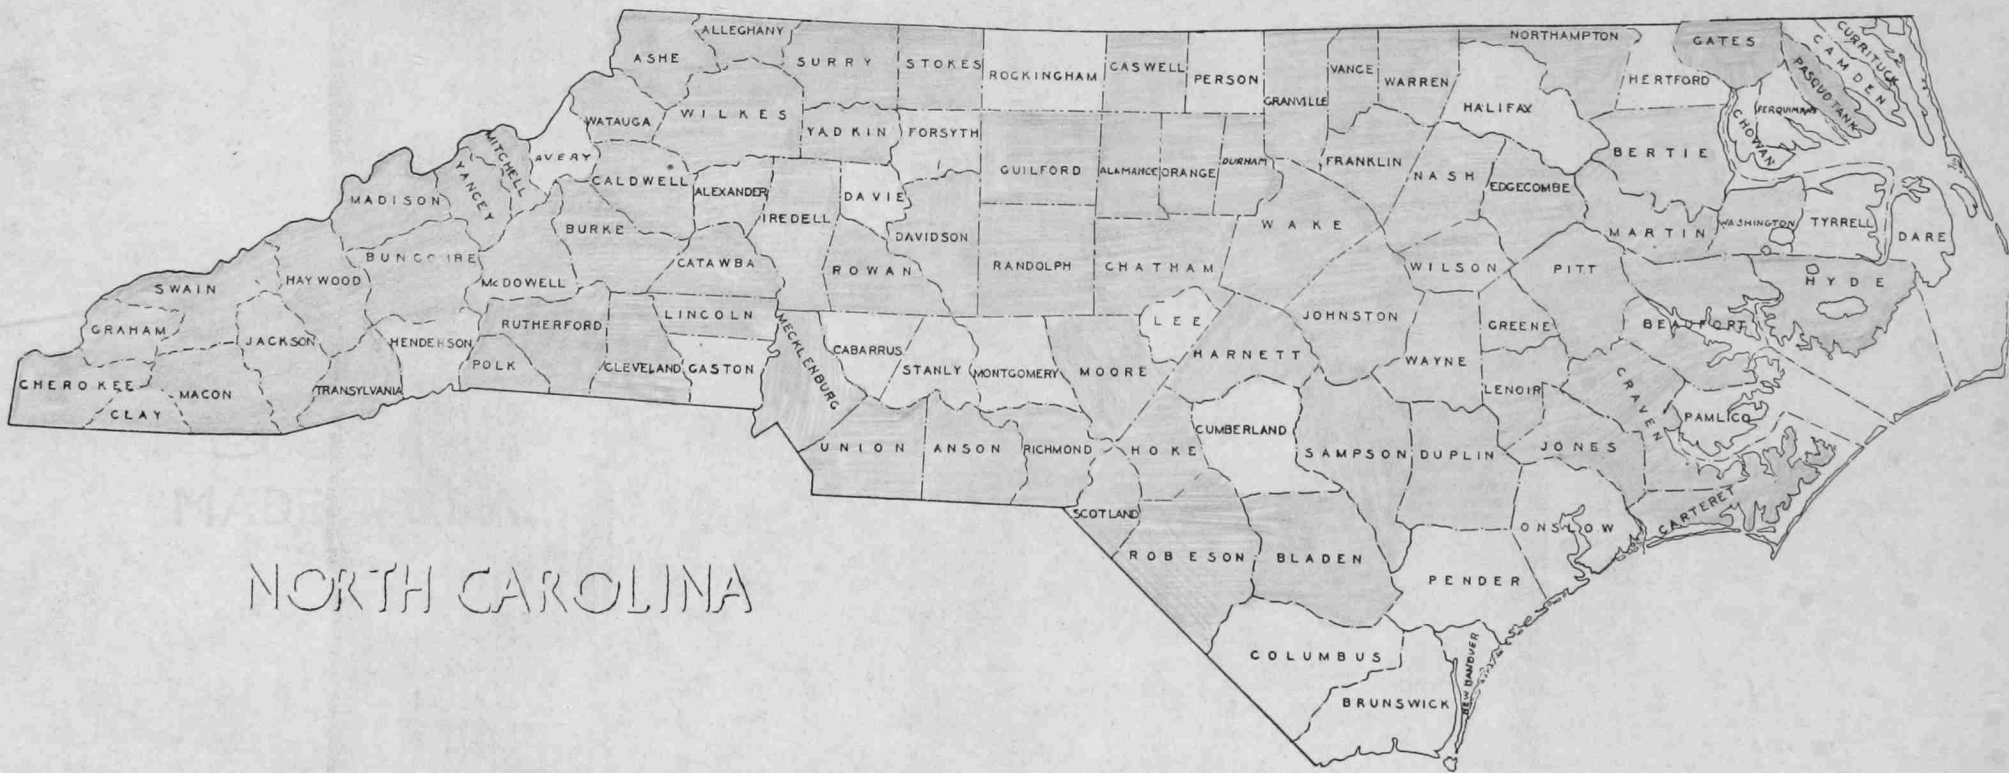 ALLEGHANY
ASHE
SURRY
STOKES
ROCKINGHAM
CASWELL
PERSON
GRANVILLE
VANCE
WARREN
NORTHAMPTON
HALIFAX
HERTFORD
GATES
CURRITUCK
CAMDEN
PASQUOTANK
PERQUIMANS
CHOWAN
WATAUGA
WILKES
YADKIN
FORSYTH
GUILFORD
ALAMANCE
ORANGE
DURHAM
FRANKLIN
NASH
EDGECOMBE
BERTIE
MITCHELL
AVERY
YANCEY
MADISON
CALDWELL
ALEXANDER
IREDELL
DAVIE
DAVIDSON
RANDOLPH
CHATHAM
WAKE
WILSON
PITT
MARTIN
WASHINGTON
TYRRELL
DARE
HYDE
SWAIN
HAYWOOD
BUNCOMBE
McDOWELL
BURKE
CATAWBA
ROWAN
GRAHAM
JACKSON
HENDERSON
RUTHERFORD
LINCOLN
MECKLENBURG
CABARRUS
STANLY
MONTGOMERY
MOORE
LEE
HARNETT
JOHNSTON
WAYNE
GREENE
LENOIR
CRAVEN
BEAUFORT
PAMLICO
CHEROKEE
CLAY
MACON
TRANSYLVANIA
POLK
CLEVELAND
GASTON
UNION
ANSON
RICHMOND
HOKE
CUMBERLAND
SAMPSON
DUPLIN
JONES
CARTERET
SCOTLAND
ROBESON
BLADEN
PENDER
ONSLOW
COLUMBUS
BRUNSWICK
NEW HANOVER
MADE
NORTH CAROLINA